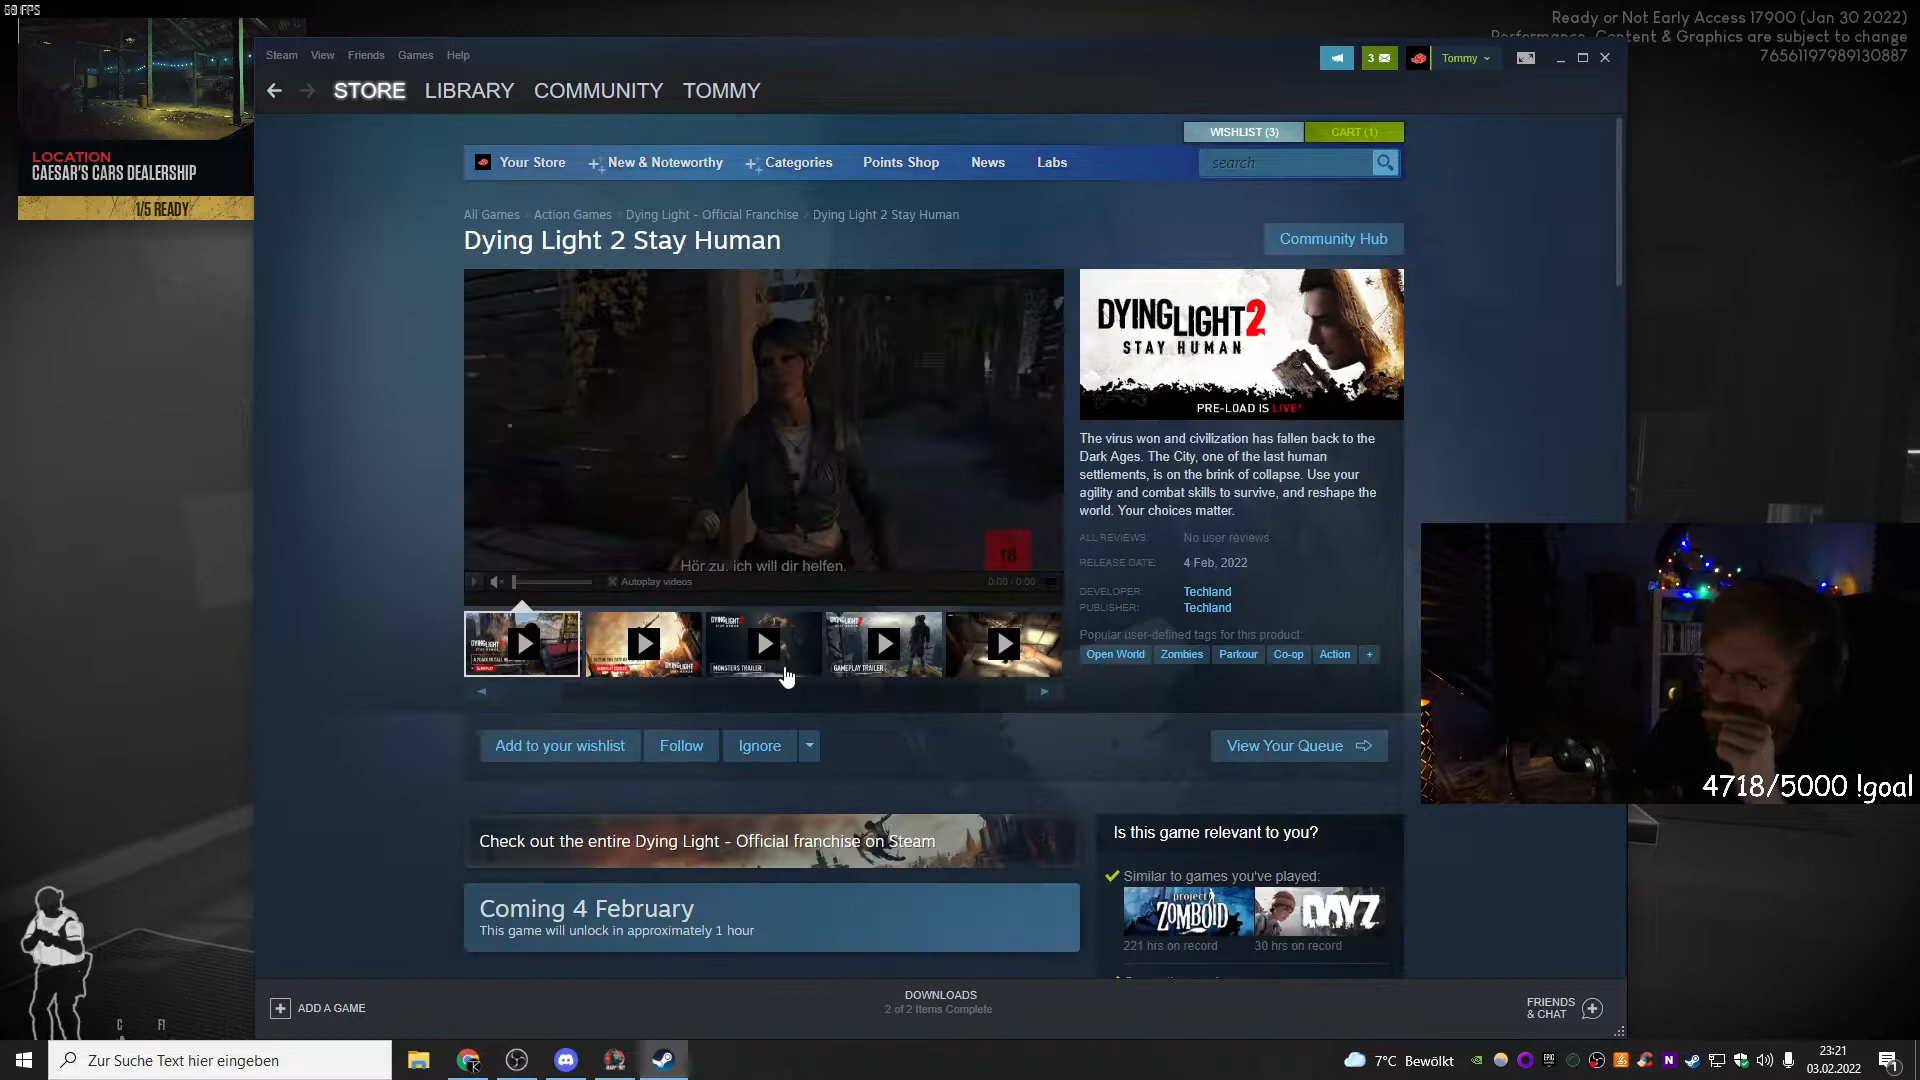 60 FPS
Ready or Not Early Access 17900 (Jan 30 2022)
Performance, Content & Graphics are subject to change
76561197989130887
LOCATION
CAESAR'S CARS DEALERSHIP
1/5 READY
Steam View Friends Games Help
3
Tommy
STORE LIBRARY COMMUNITY TOMMY
WISHLIST (3) CART (1)
Your Store New & Noteworthy Categories Points Shop News Labs search
All Games Action Games Dying Light - Official Franchise Dying Light 2 Stay Human
Dying Light 2 Stay Human
Community Hub
DYING LIGHT 2
STAY HUMAN
PRE-LOAD IS LIVE!
The virus won and civilization has fallen back to the
Dark Ages. The City, one of the last human
settlements, is on the brink of collapse. Use your
agility and combat skills to survive, and reshape the
world. Your choices matter.
ALL REVIEWS: No user reviews
RELEASE DATE: 4 Feb, 2022
DEVELOPER: Techland
PUBLISHER: Techland
Popular user-defined tags for this product:
Open World Zombies Parkour Co-op Action +
18
Hör zu, ich will dir helfen.
Autoplay videos
0:00 / 0:00
MONSTERS TRAILER
GAMEPLAY TRAILER
Add to your wishlist Follow Ignore
View Your Queue
4718/5000 !goal
Check out the entire Dying Light - Official franchise on Steam
Is this game relevant to you?
Similar to games you've played:
project
ZOMBOID
DAYZ
221 hrs on record 30 hrs on record
Coming 4 February
This game will unlock in approximately 1 hour
ADD A GAME
DOWNLOADS
2 of 2 Items Complete
FRIENDS
& CHAT
Zur Suche Text hier eingeben
7°C Bewölkt
23:21
03.02.2022